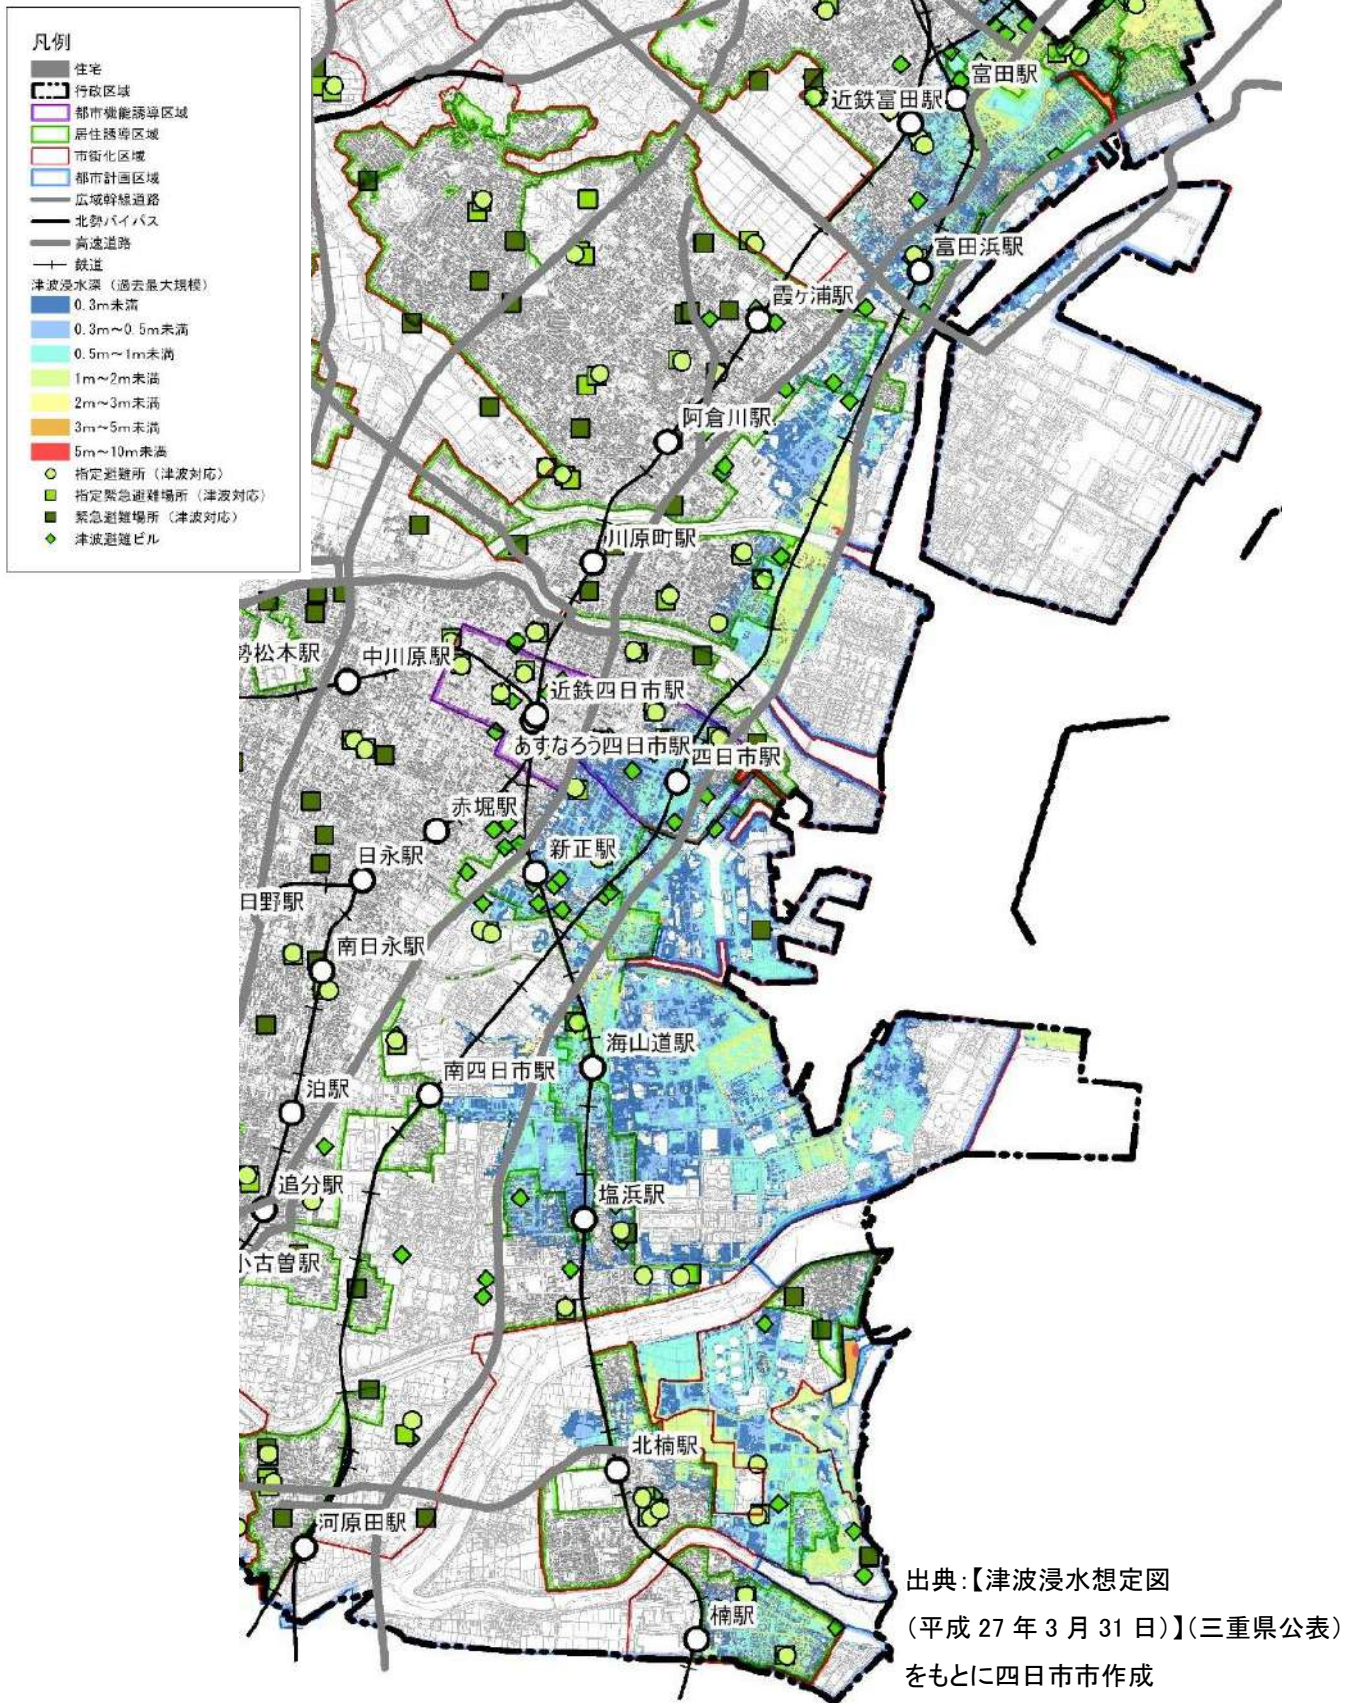 凡例
住宅
行政区域
都市機能誘導区域
居住誘導区域
市街化区域
都市計画区域
広域幹線道路
北勢バイパス
高速道路
鉄道
津波浸水深（過去最大規模）
0.3m未満
0.3m～0.5m未満
0.5m～1m未満
1m～2m未満
2m～3m未満
3m～5m未満
5m～10m未満
指定避難所（津波対応）
指定緊急避難場所（津波対応）
緊急避難場所（津波対応）
津波避難ビル
富田駅
近鉄富田駅
富田浜駅
霞ヶ浦駅
阿倉川駅
川原町駅
勢松本駅
中川原駅
近鉄四日市駅
あすなろう四日市駅
四日市駅
赤堀駅
新正駅
日永駅
日野駅
南日永駅
海山道駅
南四日市駅
泊駅
追分駅
塩浜駅
小古曽駅
北楠駅
河原田駅
楠駅
出典：【津波浸水想定図
（平成 27 年 3 月 31 日）】（三重県公表）
をもとに四日市市作成